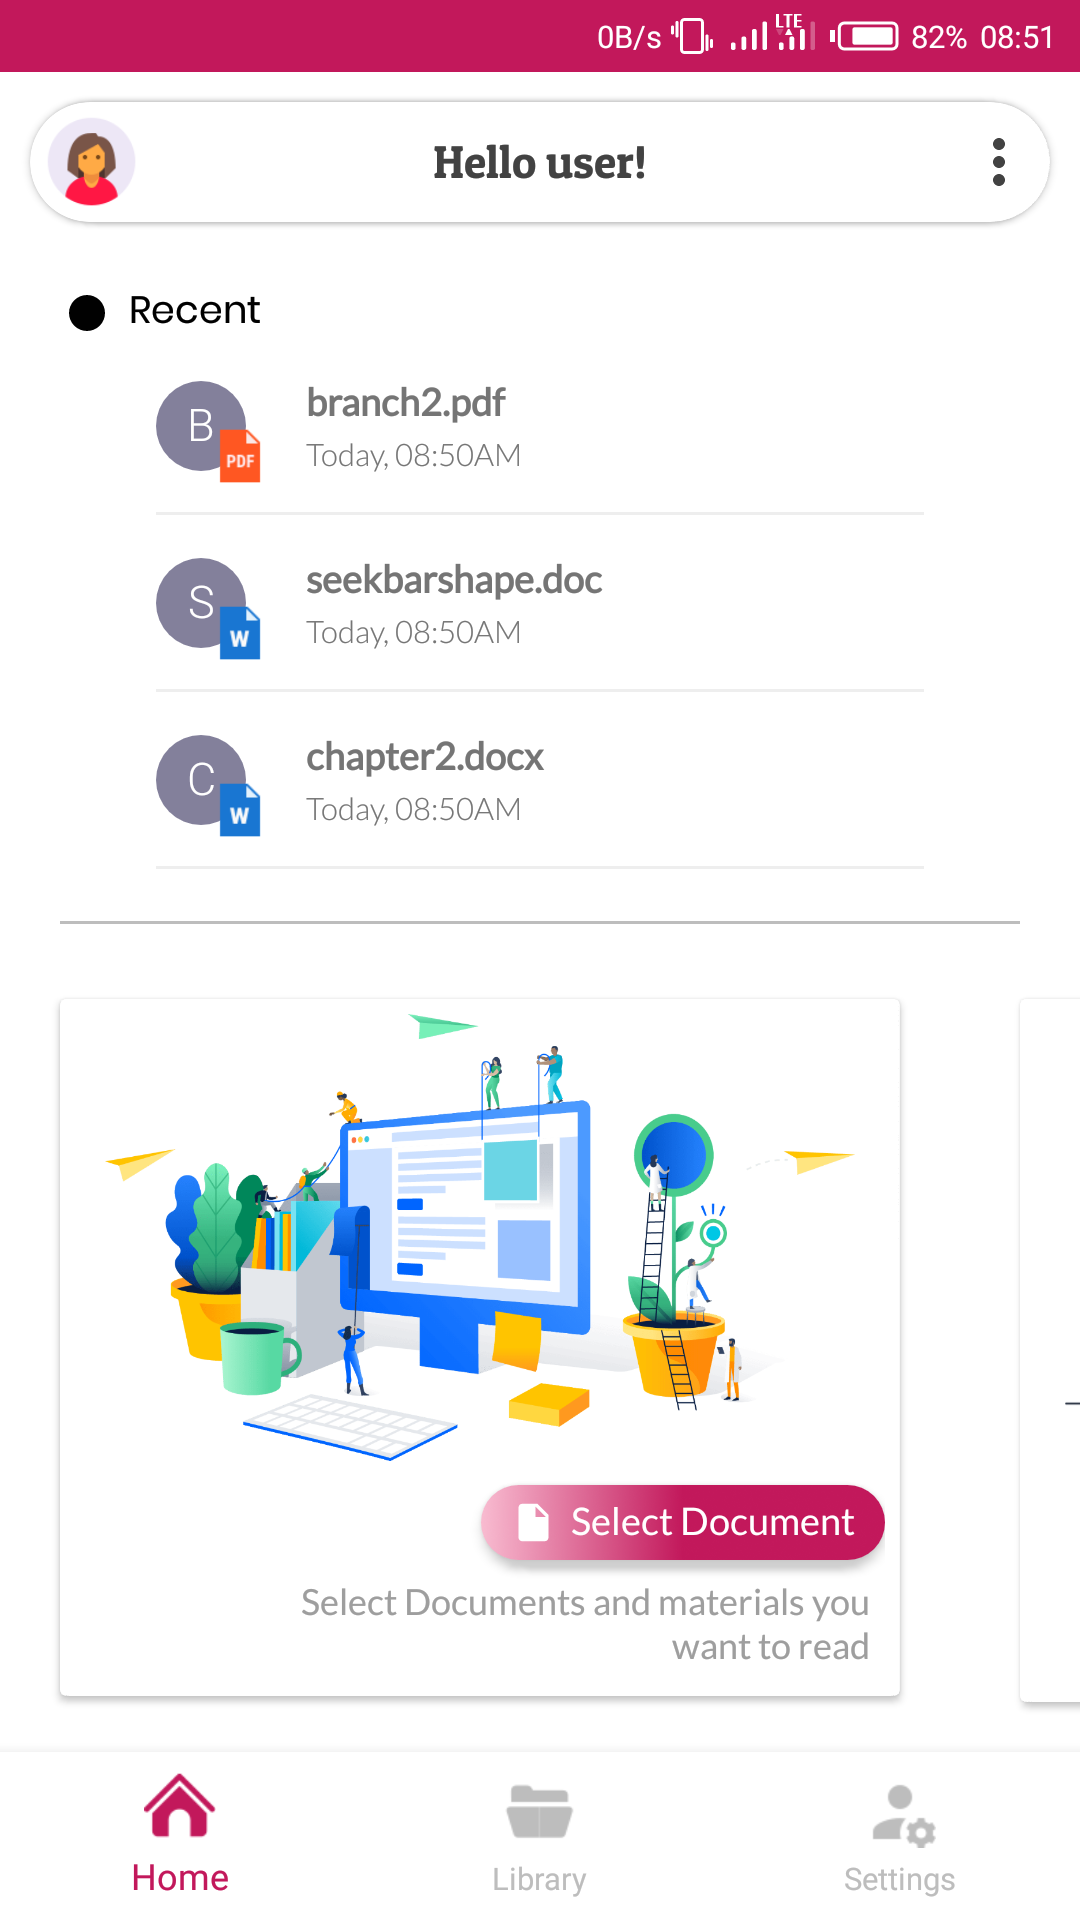 0B/s LTE 82% 08:51
Hello user!
Recent
B
PDF
branch2.pdf
Today, 08:50AM
S
W
seekbarshape.doc
Today, 08:50AM
C
W
chapter2.docx
Today, 08:50AM
Select Document
Select Documents and materials you
want to read
Home
Library
Settings